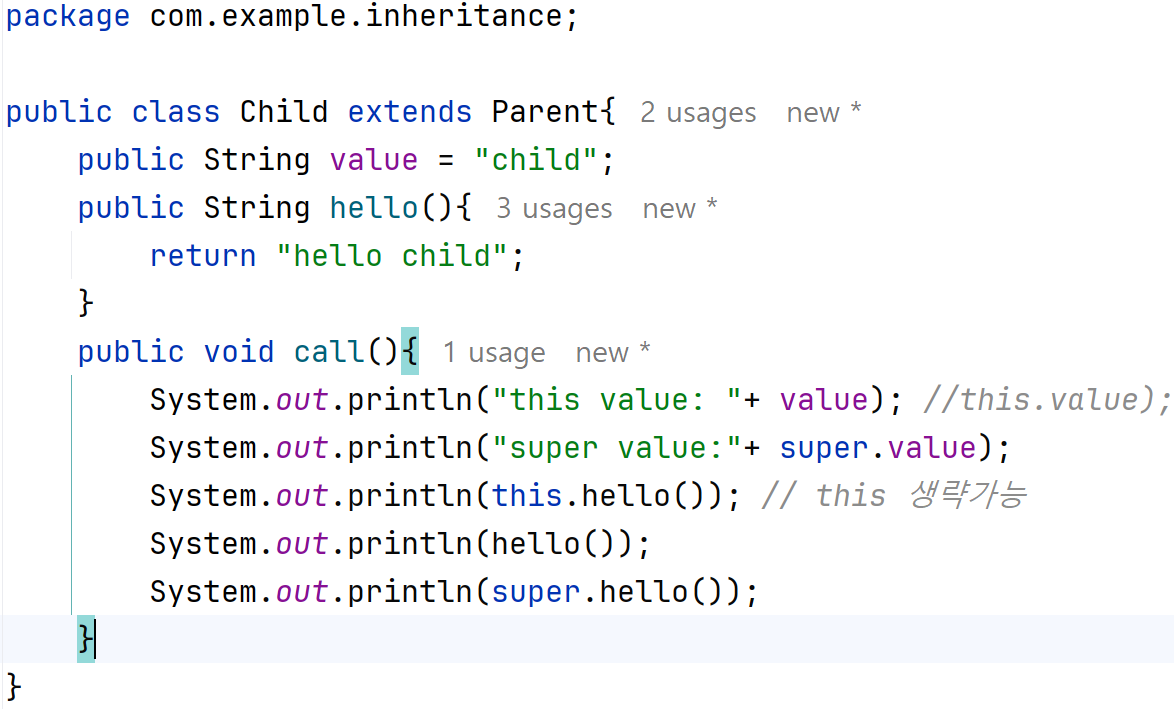 package com.example.inheritance;
public class Child extends Parent{ 2 usages new *
public String value = "child";
public String hello(){ 3 usages new *
return "hello child";
}
public void call(){ 1 usage new *
System.out.println("this value: "+ value); //this.value);
System.out.println("super value:"+ super.value);
System.out.println(this.hello()); // this 생략가능
System.out.println(hello());
System.out.println(super.hello());
}
}